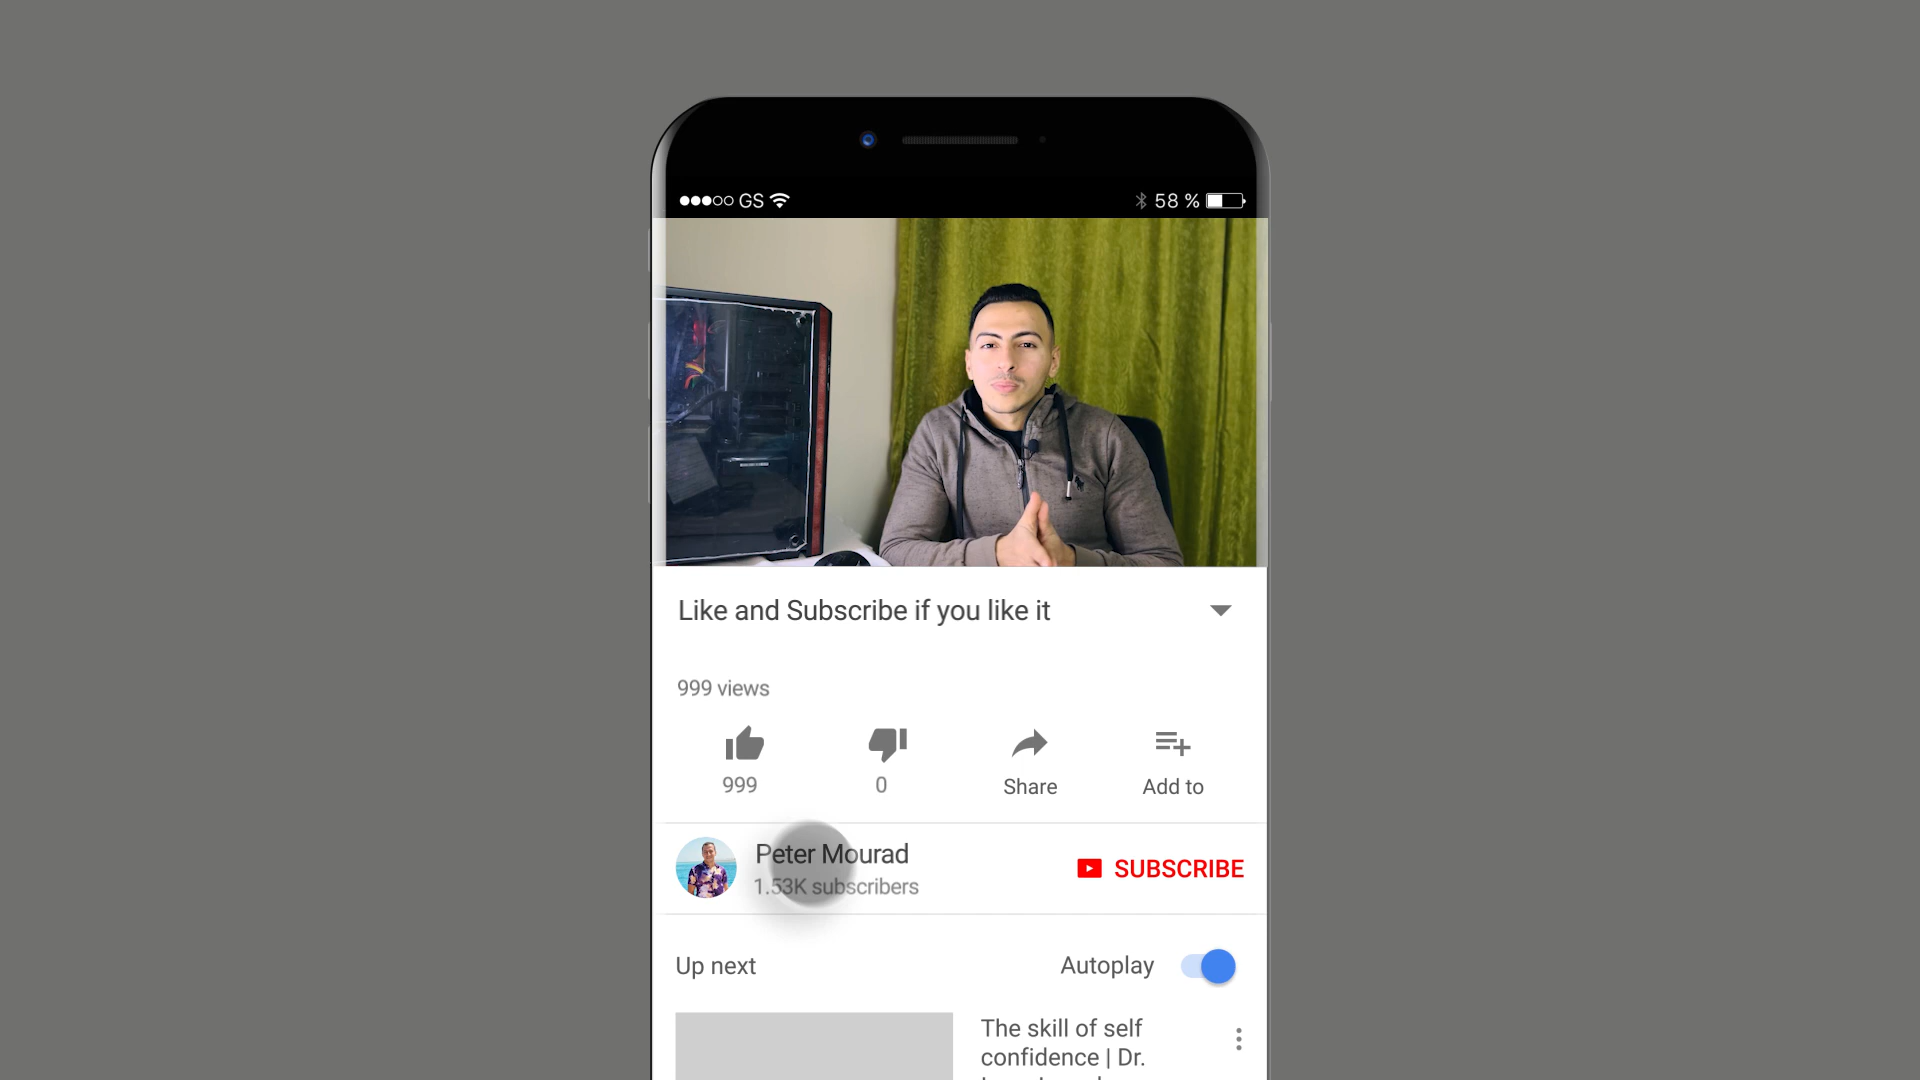 GS 58 %
Like and Subscribe if you like it
999 views
999 0 Share Add to
Peter Mourad
1.53K subscribers
SUBSCRIBE
Up next Autoplay
The skill of self
confidence | Dr.